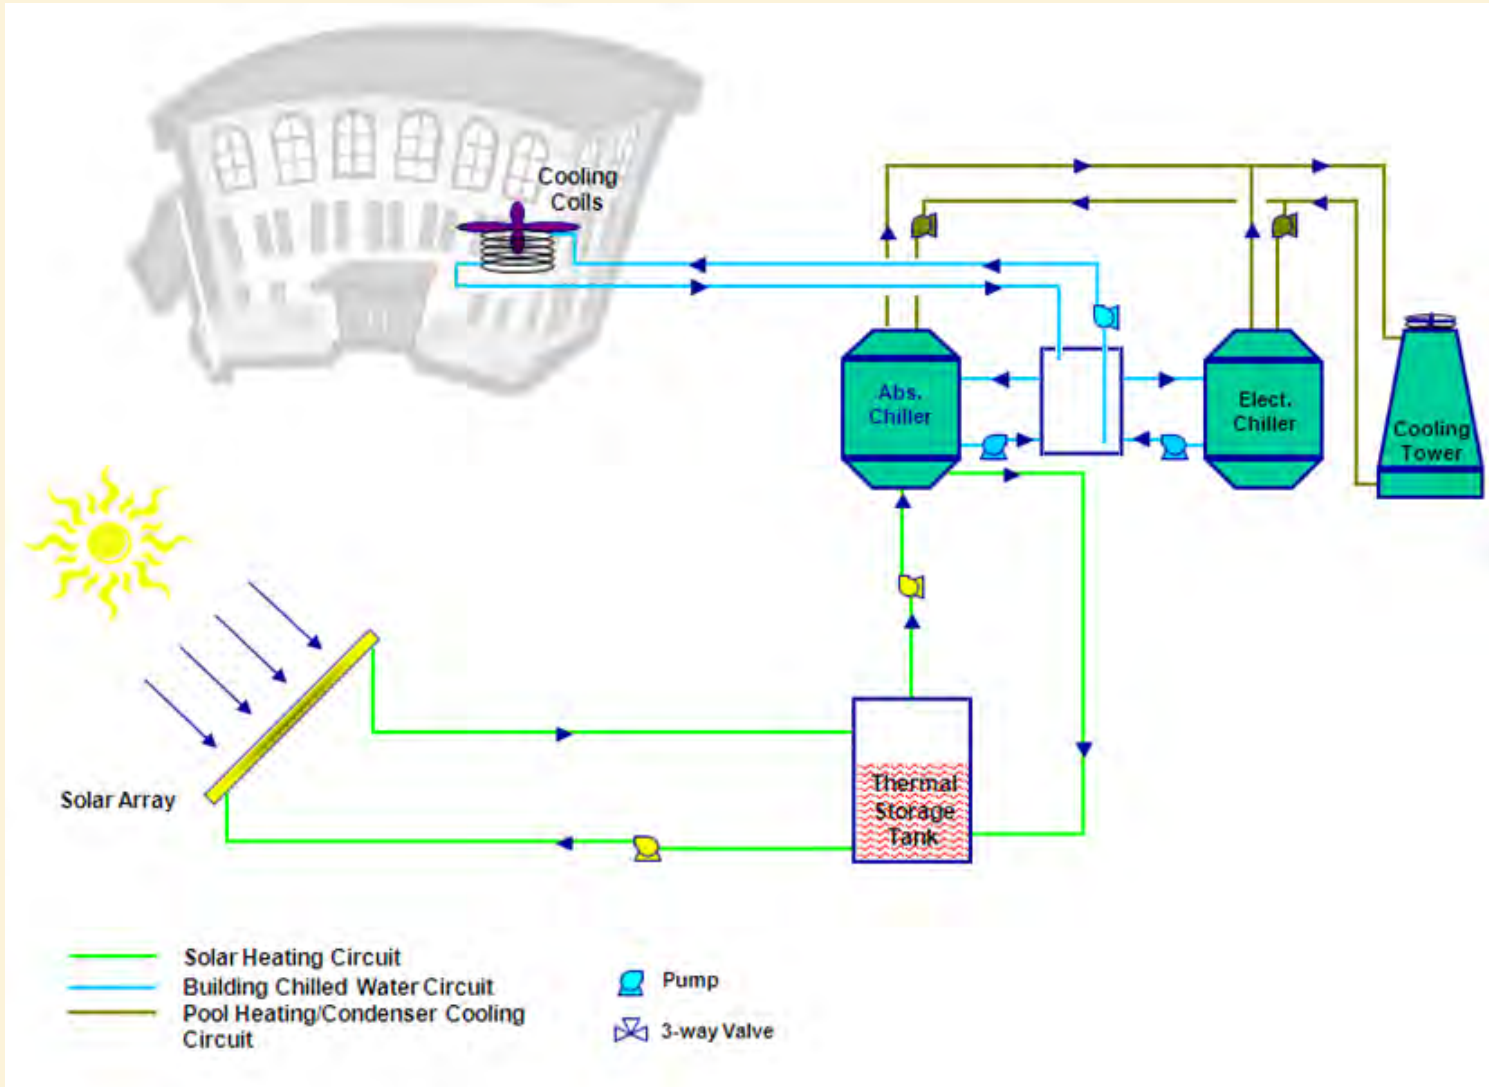 Cooling
Coils
Abs.
Chiller
Elect.
Chiller
Cooling
Tower
Solar Array
Thermal
Storage
Tank
Solar Heating Circuit
Building Chilled Water Circuit
Pool Heating/Condenser Cooling
Circuit
Pump
3-way Valve